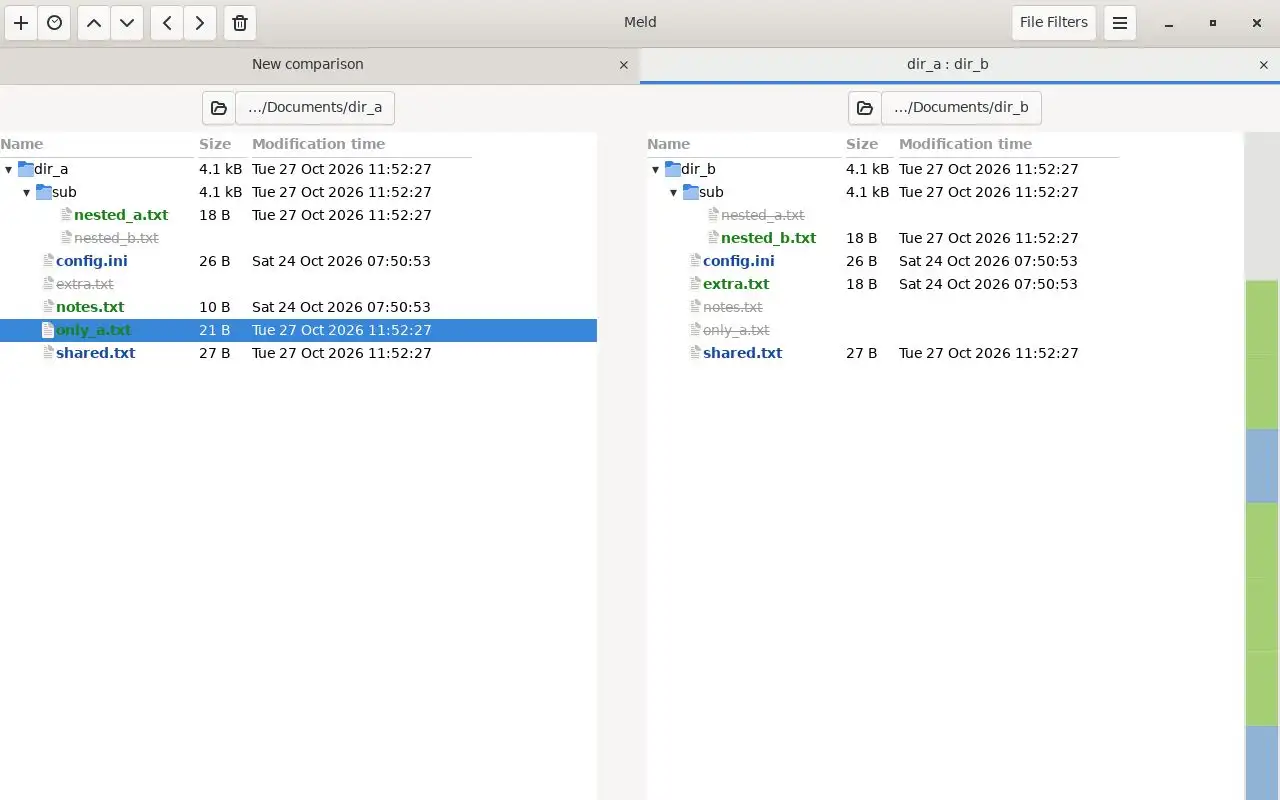 Meld
File Filters
New comparison
dir_a : dir_b
.../Documents/dir_a
.../Documents/dir_b
Name Size Modification time
dir_a 4.1 kB Tue 27 Oct 2026 11:52:27
sub 4.1 kB Tue 27 Oct 2026 11:52:27
nested_a.txt 18 B Tue 27 Oct 2026 11:52:27
nested_b.txt
config.ini 26 B Sat 24 Oct 2026 07:50:53
extra.txt
notes.txt 10 B Sat 24 Oct 2026 07:50:53
only_a.txt 21 B Tue 27 Oct 2026 11:52:27
shared.txt 27 B Tue 27 Oct 2026 11:52:27
Name Size Modification time
dir_b 4.1 kB Tue 27 Oct 2026 11:52:27
sub 4.1 kB Tue 27 Oct 2026 11:52:27
nested_a.txt
nested_b.txt 18 B Tue 27 Oct 2026 11:52:27
config.ini 26 B Sat 24 Oct 2026 07:50:53
extra.txt 18 B Sat 24 Oct 2026 07:50:53
notes.txt
only_a.txt
shared.txt 27 B Tue 27 Oct 2026 11:52:27